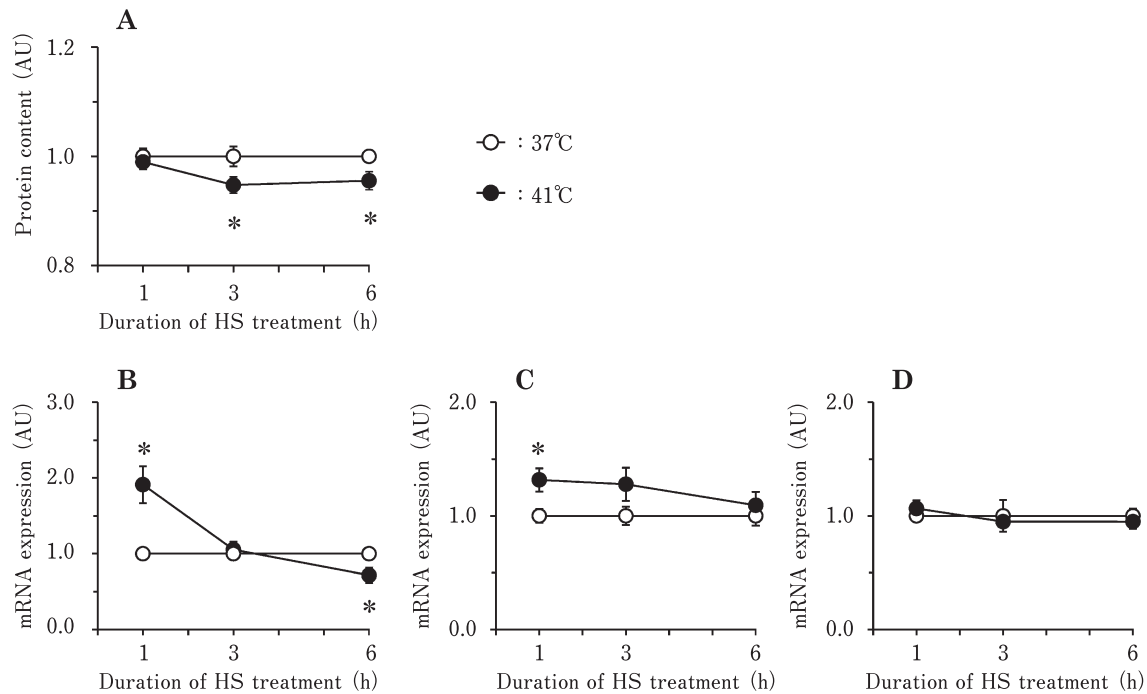 A
1.2
1.0
0.8
Protein content (AU)
1 3 6
Duration of HS treatment (h)
: 37℃
: 41℃
*
*
B
3.0
2.0
1.0
0.0
mRNA expression (AU)
*
*
1 3 6
Duration of HS treatment (h)
C
2.0
1.0
0.0
mRNA expression (AU)
*
1 3 6
Duration of HS treatment (h)
D
2.0
1.0
0.0
mRNA expression (AU)
1 3 6
Duration of HS treatment (h)